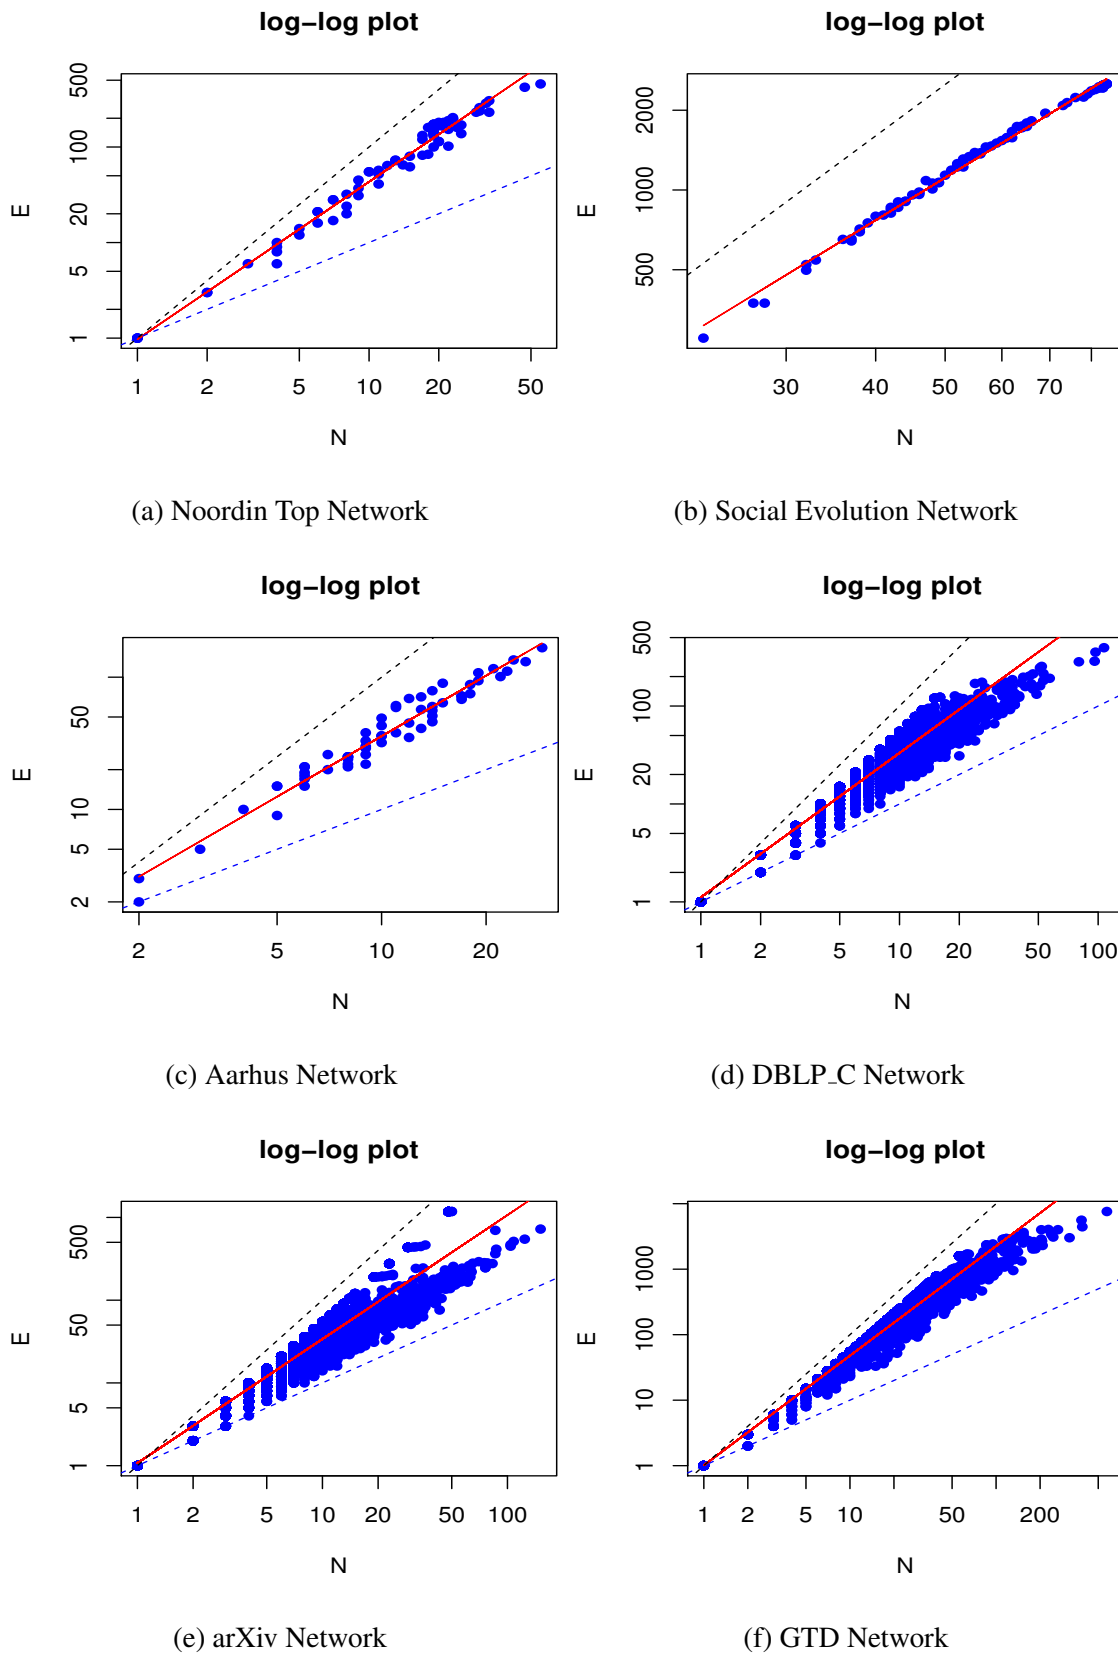 log−log plot
E
500
100
20
5
1
1 2 5 10 20 50
N
(a) Noordin Top Network
log−log plot
E
2000
1000
500
30 40 50 60 70
N
(b) Social Evolution Network
log−log plot
E
50
10
5
2
2 5 10 20
N
(c) Aarhus Network
log−log plot
E
500
100
20
5
1
1 2 5 10 20 50 100
N
(d) DBLP_C Network
log−log plot
E
500
50
5
1
1 2 5 10 20 50 100
N
(e) arXiv Network
log−log plot
E
1000
100
10
1
1 2 5 10 50 200
N
(f) GTD Network